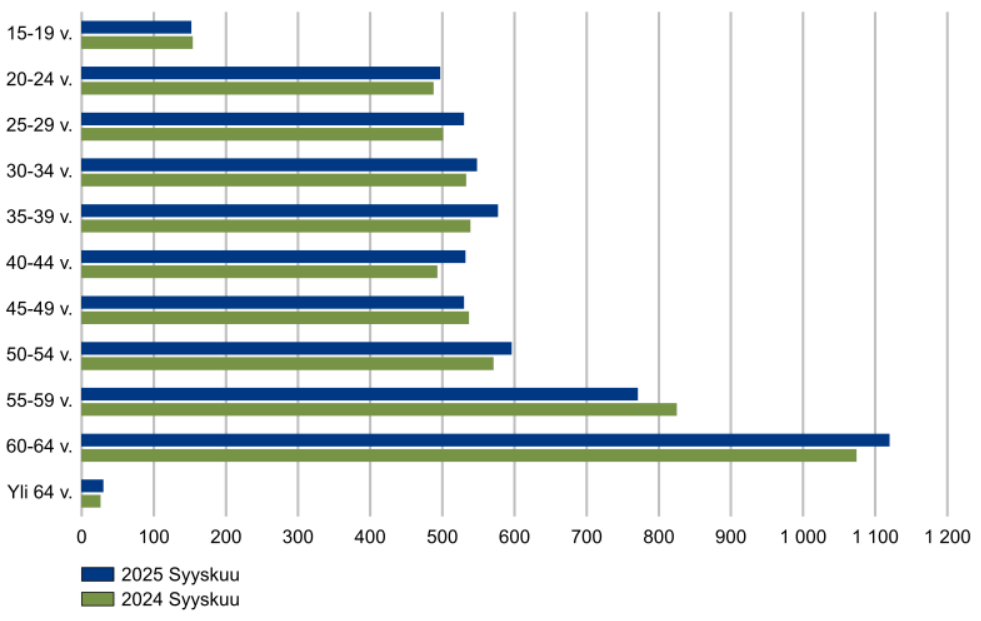 15-19 v.
20-24 v.
25-29 v.
30-34 v.
35-39 v.
40-44 v.
45-49 v.
50-54 v.
55-59 v.
60-64 v.
Yli 64 v.
0 100 200 300 400 500 600 700 800 900 1 000 1 100 1 200
2025 Syyskuu
2024 Syyskuu